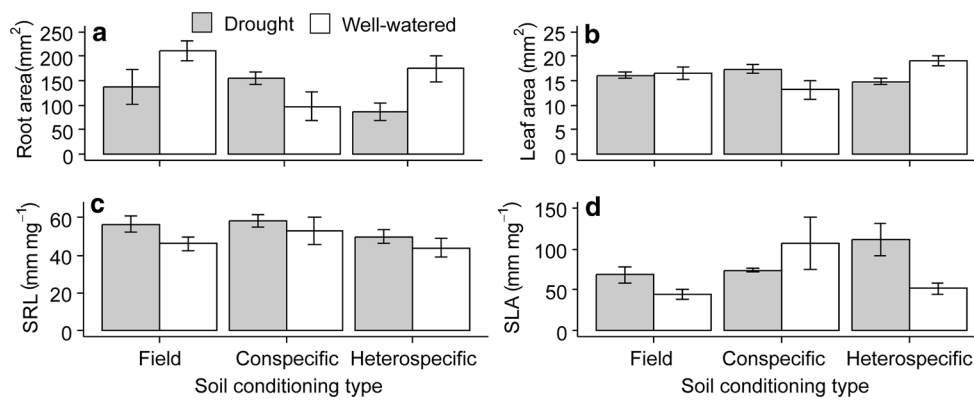 Drought Well-watered
a
Root area(mm²)
250
200
150
100
50
0
b
Leaf area (mm²)
25
20
15
10
5
0
c
SRL (mm mg⁻¹)
60
40
20
0
Field Conspecific Heterospecific
Soil conditioning type
d
SLA (mm mg⁻¹)
150
100
50
0
Field Conspecific Heterospecific
Soil conditioning type